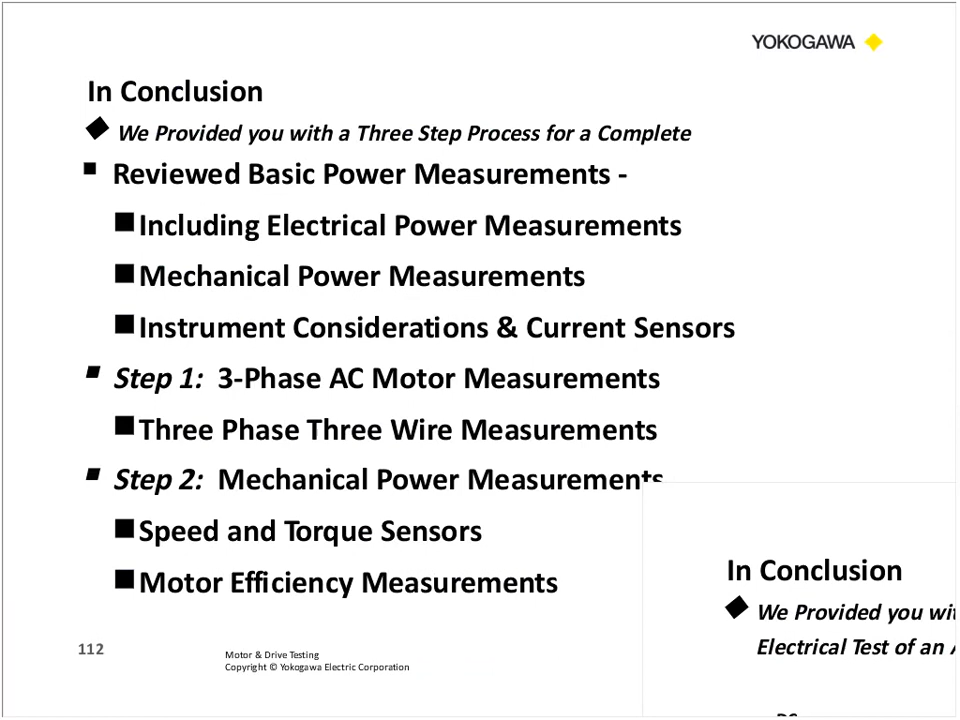 YOKOGAWA
In Conclusion
We Provided you with a Three Step Process for a Complete
Reviewed Basic Power Measurements -
Including Electrical Power Measurements
Mechanical Power Measurements
Instrument Considerations & Current Sensors
Step 1: 3-Phase AC Motor Measurements
Three Phase Three Wire Measurements
Step 2: Mechanical Power Measurements
Speed and Torque Sensors
Motor Efficiency Measurements
In Conclusion
We Provided you
Electrical Test of an
112
Motor & Drive Testing
Copyright © Yokogawa Electric Corporation